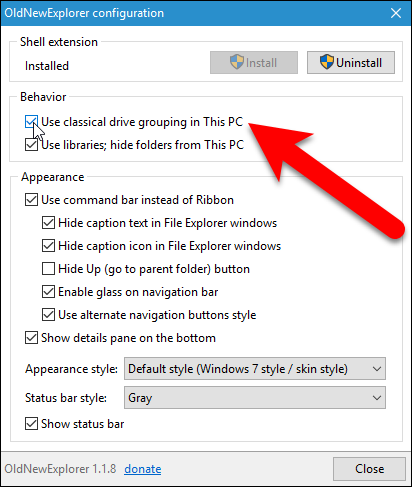 OldNewExplorer configuration
Shell extension
Installed Install Uninstall
Behavior
Use classical drive grouping in This PC
Use libraries; hide folders from This PC
Appearance
Use command bar instead of Ribbon
Hide caption text in File Explorer windows
Hide caption icon in File Explorer windows
Hide Up (go to parent folder) button
Enable glass on navigation bar
Use alternate navigation buttons style
Show details pane on the bottom
Appearance style: Default style (Windows 7 style / skin style)
Status bar style: Gray
Show status bar
OldNewExplorer 1.1.8 donate Close